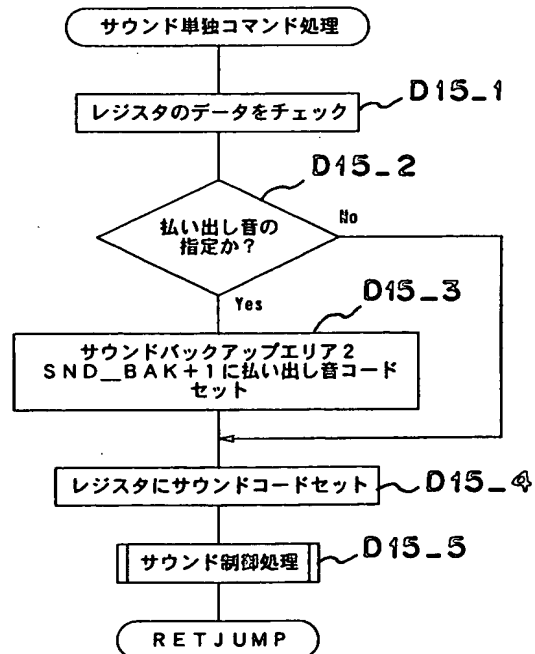 サウンド単独コマンド処理
レジスタのデータをチェック
D15_1
D15_2
払い出し音の
指定か?
No
Yes
D15_3
サウンドバックアップエリア2
SND__BAK+1に払い出し音コード
セット
レジスタにサウンドコードセット
D15_4
サウンド制御処理
D15_5
RETJUMP